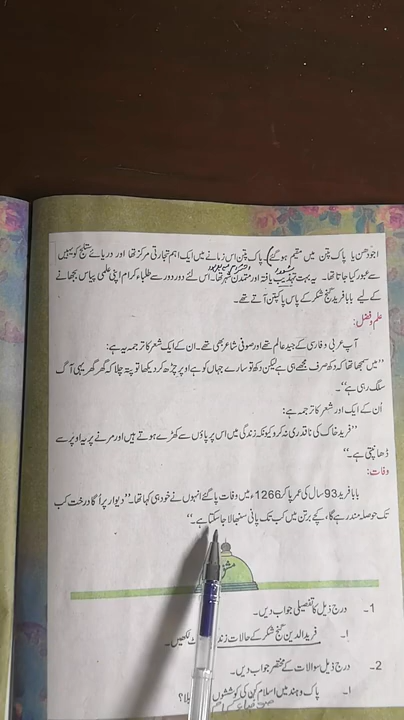 اجودھن یا پاک پتن میں مقیم ہوگئے) پاک پتن اس زمانے میں ایک اہم تجارتی مرکز تھا اور دریائے ستلج کو یہیں
سے عبور کیا جاتا تھا۔ یہ بہت تہذیب یافتہ اور متمدن شہر تھا۔ اس لئے دور دور سے طلباء کرام اپنی علمی پیاس بجھانے
کے لیے بابا فرید گنج شکر کے پاس پاکپتن آتے تھے۔
علم و فضل:
آپ عربی و فارسی کے جید عالم تھے اور صوفی شاعر بھی تھے۔ ان کے ایک شعر کا ترجمہ یہ ہے:
”میں سمجھا تھا کہ دکھ صرف مجھے ہی ہے لیکن دکھ تو سارے جہاں کو ہے اوپر چڑھ کر دیکھا تو پتہ چلا کہ گھر گھر یہی آگ
سلگ رہی ہے“۔
اُن کے ایک اور شعر کا ترجمہ ہے:
”فرید خاک کی ناقدری نہ کرو کیونکہ زندگی میں اس پر پاؤں سے کھڑے ہوتے ہیں اور مرنے پر یہ اوپر سے
ڈھانپتی ہے۔“
وفات:
بابا فرید 93 سال کی عمر پا کر 1266ء میں وفات پا گئے انہوں نے خود ہی کہا تھا۔ ”دیوار پر اُگا درخت کب
تک حوصلہ مند رہے گا، کچے برتن میں کب تک پانی سنبھالا جا سکتا ہے۔“
1۔ درج ذیل کا تفصیلی جواب دیں۔
ا۔ فرید الدین گنج شکر کے حالات لکھیں۔
2۔ درج ذیل سوالات کے مختصر جواب دیں۔
ا۔ پاک و ہند میں اسلام کن کی کوششوں